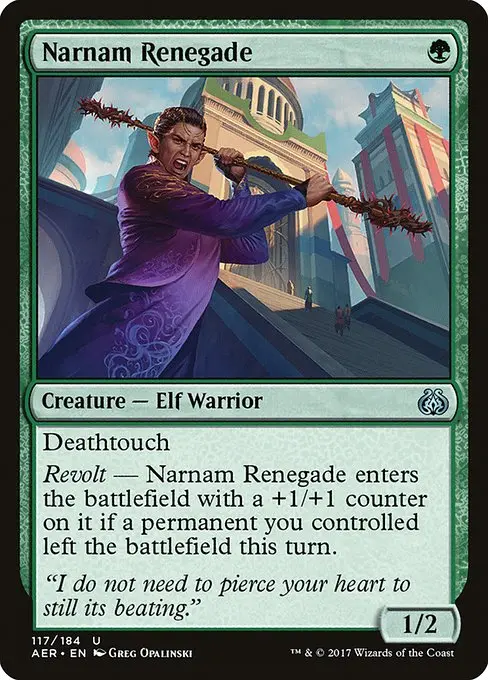 Narnam Renegade
Creature — Elf Warrior
Deathtouch
Revolt — Narnam Renegade enters
the battlefield with a +1/+1 counter
on it if a permanent you controlled
left the battlefield this turn.
“I do not need to pierce your heart to
still its beating.”
1/2
117/184 U
AER • EN Greg Opalinski
™ & © 2017 Wizards of the Coast